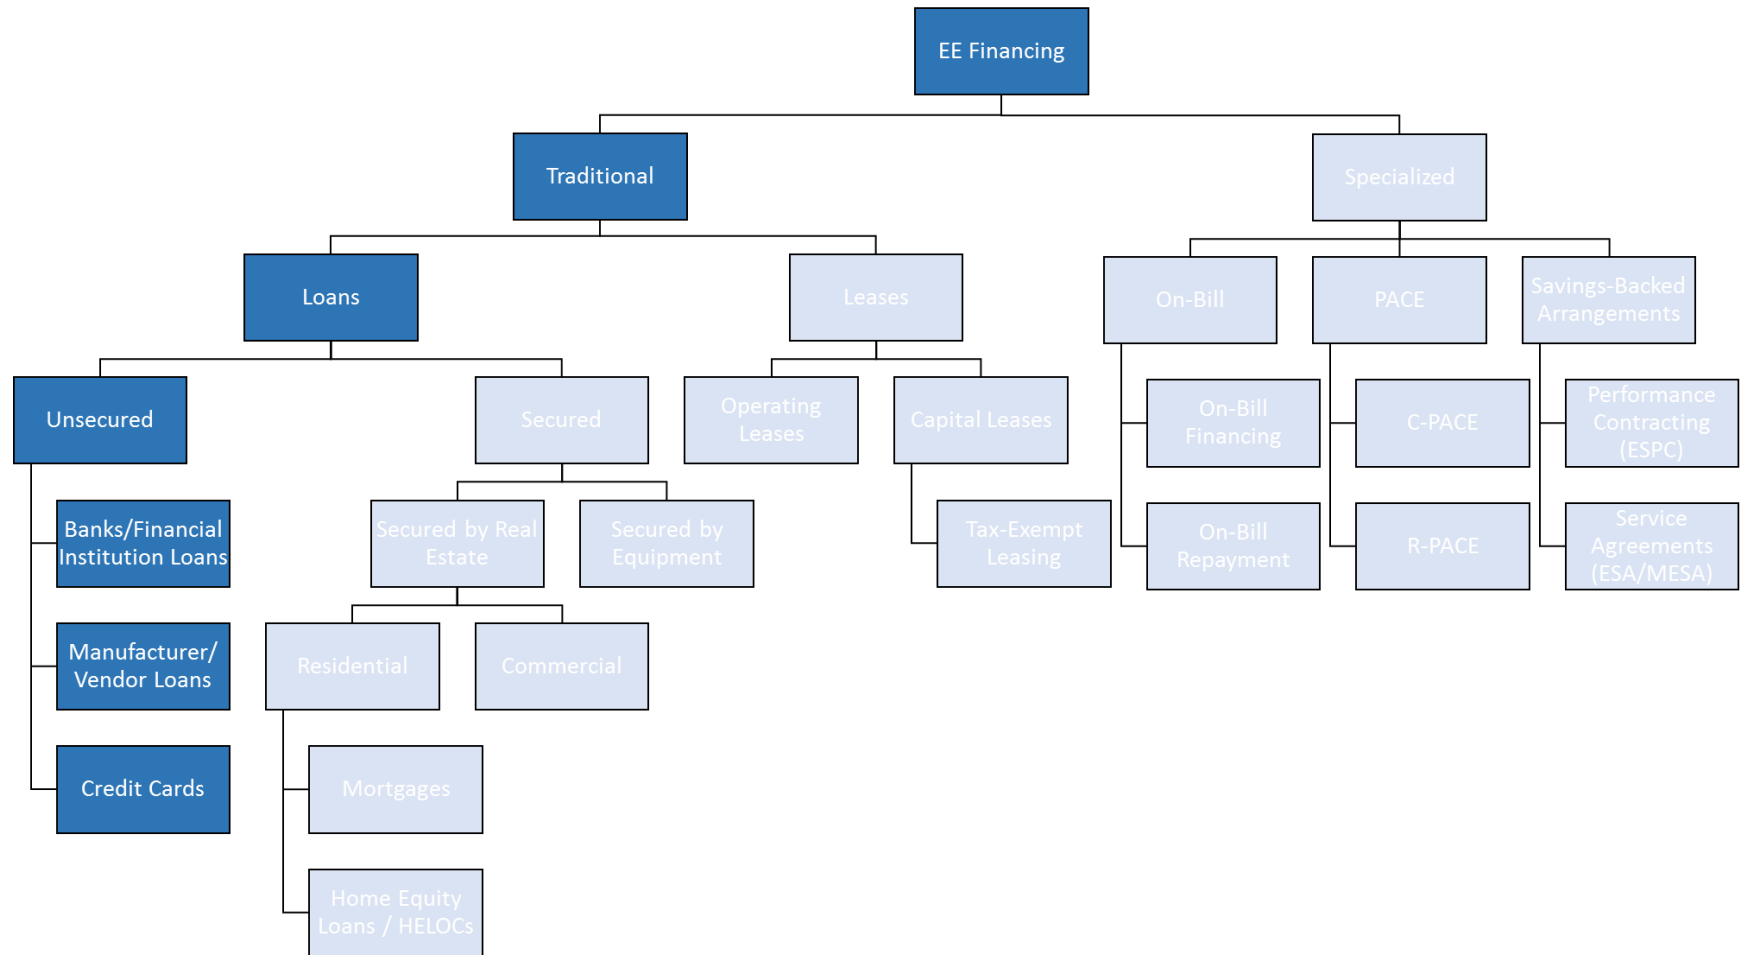 EE Financing
Traditional
Specialized
Loans
Leases
On-Bill
PACE
Savings-Backed
Arrangements
Unsecured
Secured
Operating
Leases
Capital Leases
On-Bill
Financing
C-PACE
Performance
Contracting
(ESPC)
Banks/Financial
Institution Loans
Secured by Real
Estate
Secured by
Equipment
Tax-Exempt
Leasing
On-Bill
Repayment
R-PACE
Service
Agreements
(ESA/MESA)
Manufacturer/
Vendor Loans
Residential
Commercial
Credit Cards
Mortgages
Home Equity
Loans / HELOCs